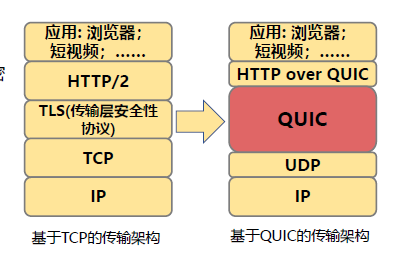 密
应用: 浏览器;
短视频; ……
HTTP/2
TLS(传输层安全性
协议)
TCP
IP
基于TCP的传输架构
应用: 浏览器;
短视频; ……
HTTP over QUIC
QUIC
UDP
IP
基于QUIC的传输架构